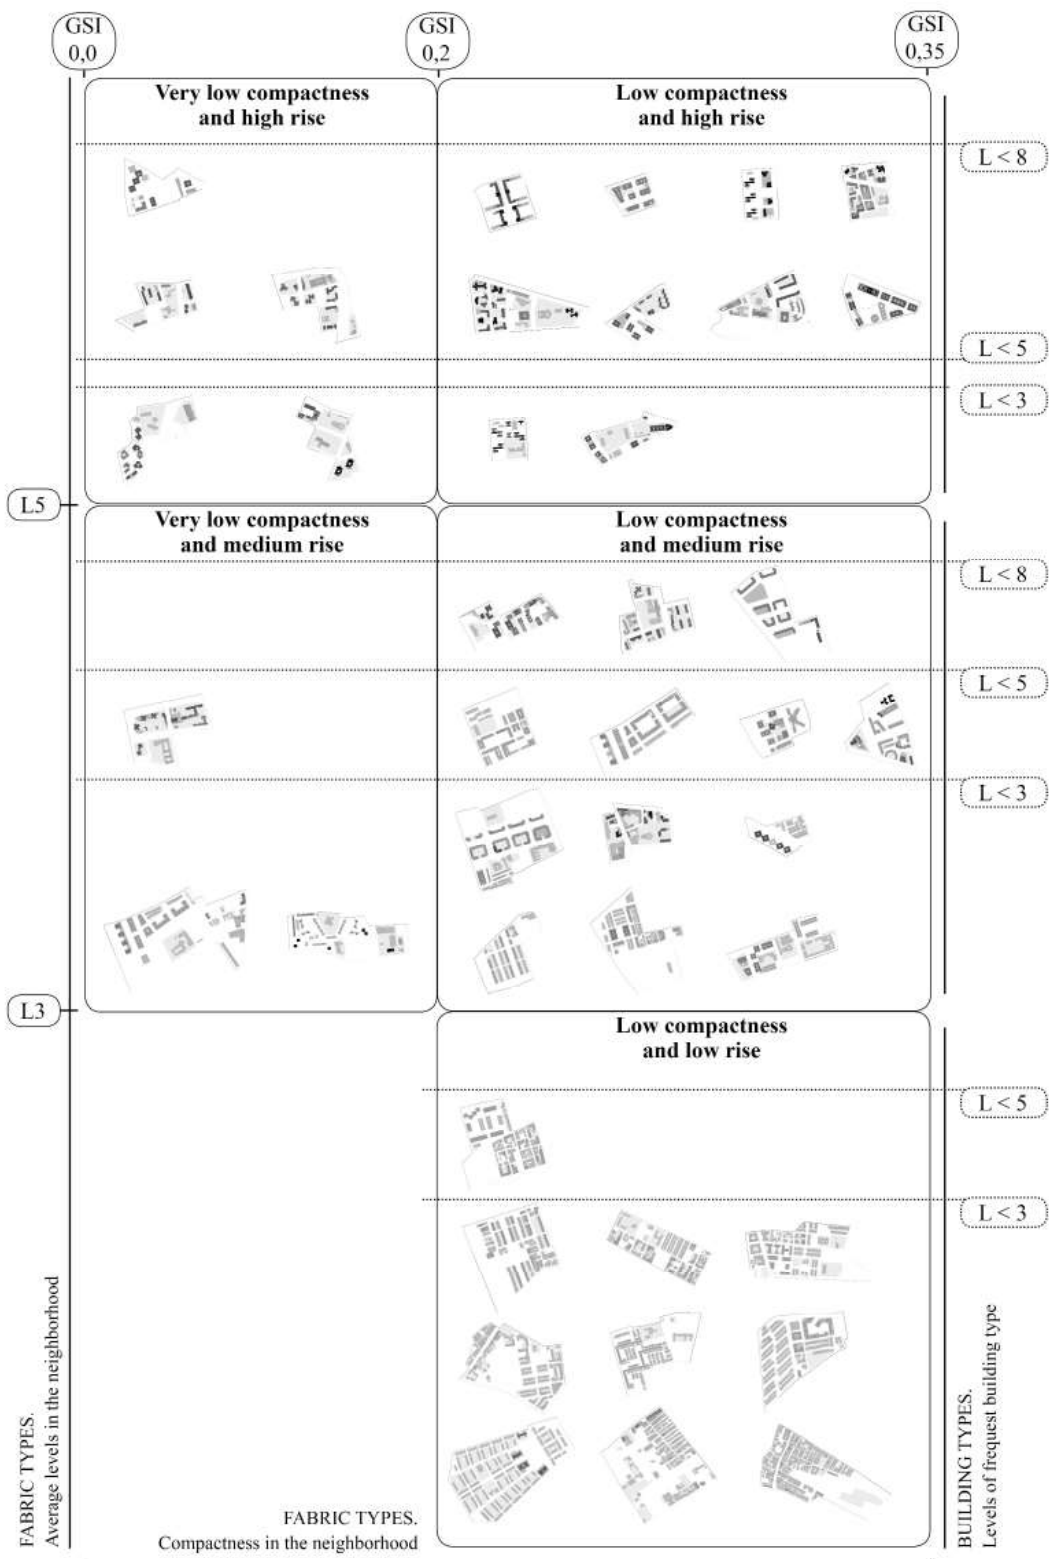 GSI
0,0
GSI
0,2
GSI
0,35
Very low compactness
and high rise
Low compactness
and high rise
L < 8
L < 5
L < 3
L5
Very low compactness
and medium rise
Low compactness
and medium rise
L < 8
L < 5
L < 3
L3
Low compactness
and low rise
L < 5
L < 3
FABRIC TYPES.
Average levels in the neighborhood
FABRIC TYPES.
Compactness in the neighborhood
BUILDING TYPES.
Levels of frequest building type